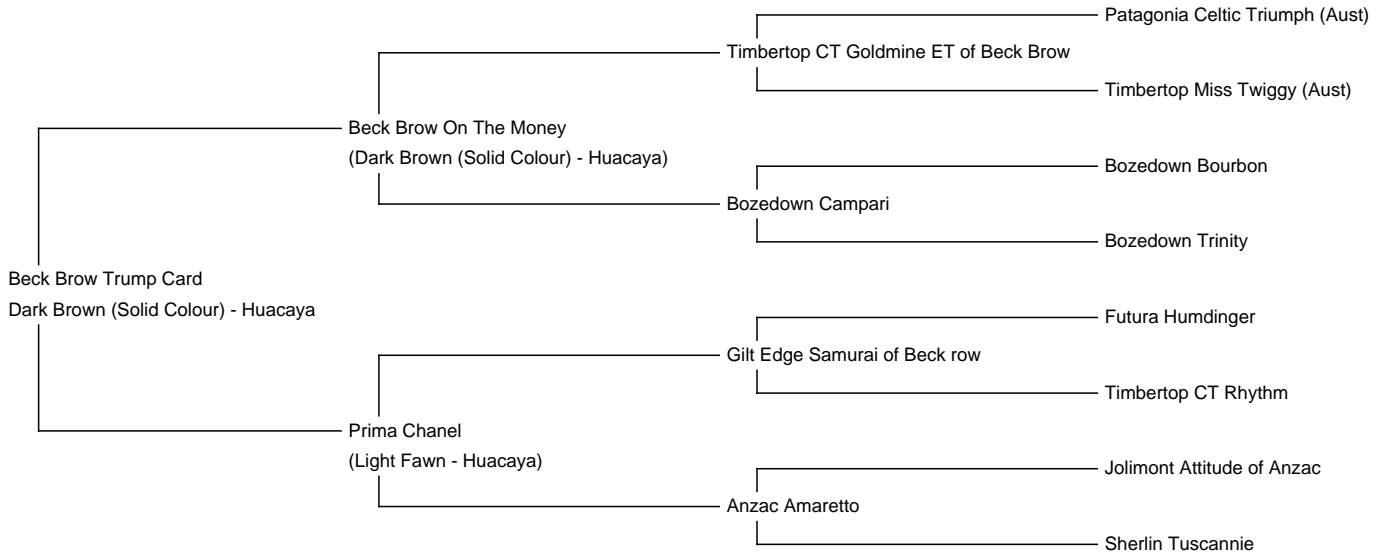 Patagonia Celtic Triumph (Aust)
Timbertop CT Goldmine ET of Beck Brow
Timbertop Miss Twiggy (Aust)
Beck Brow On The Money
(Dark Brown (Solid Colour) - Huacaya)
Bozedown Bourbon
Bozedown Campari
Bozedown Trinity
Beck Brow Trump Card
Dark Brown (Solid Colour) - Huacaya
Futura Humdinger
Gilt Edge Samurai of Beck row
Timbertop CT Rhythm
Prima Chanel
(Light Fawn - Huacaya)
Jolimont Attitude of Anzac
Anzac Amaretto
Sherlin Tuscannie